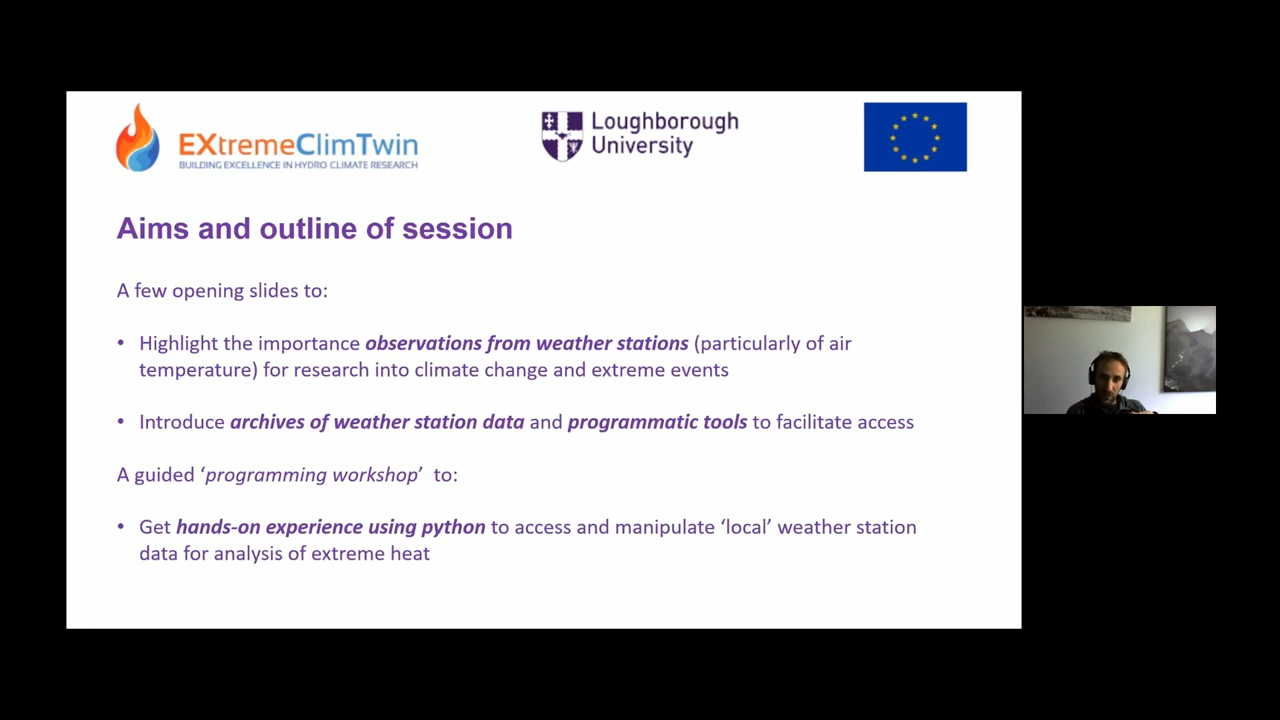 EXtremeClimTwin
BUILDING EXCELLENCE IN HYDRO CLIMATE RESEARCH
Loughborough
University
Aims and outline of session
A few opening slides to:
• Highlight the importance observations from weather stations (particularly of air
temperature) for research into climate change and extreme events
• Introduce archives of weather station data and programmatic tools to facilitate access
A guided ‘programming workshop’ to:
• Get hands-on experience using python to access and manipulate ‘local’ weather station
data for analysis of extreme heat